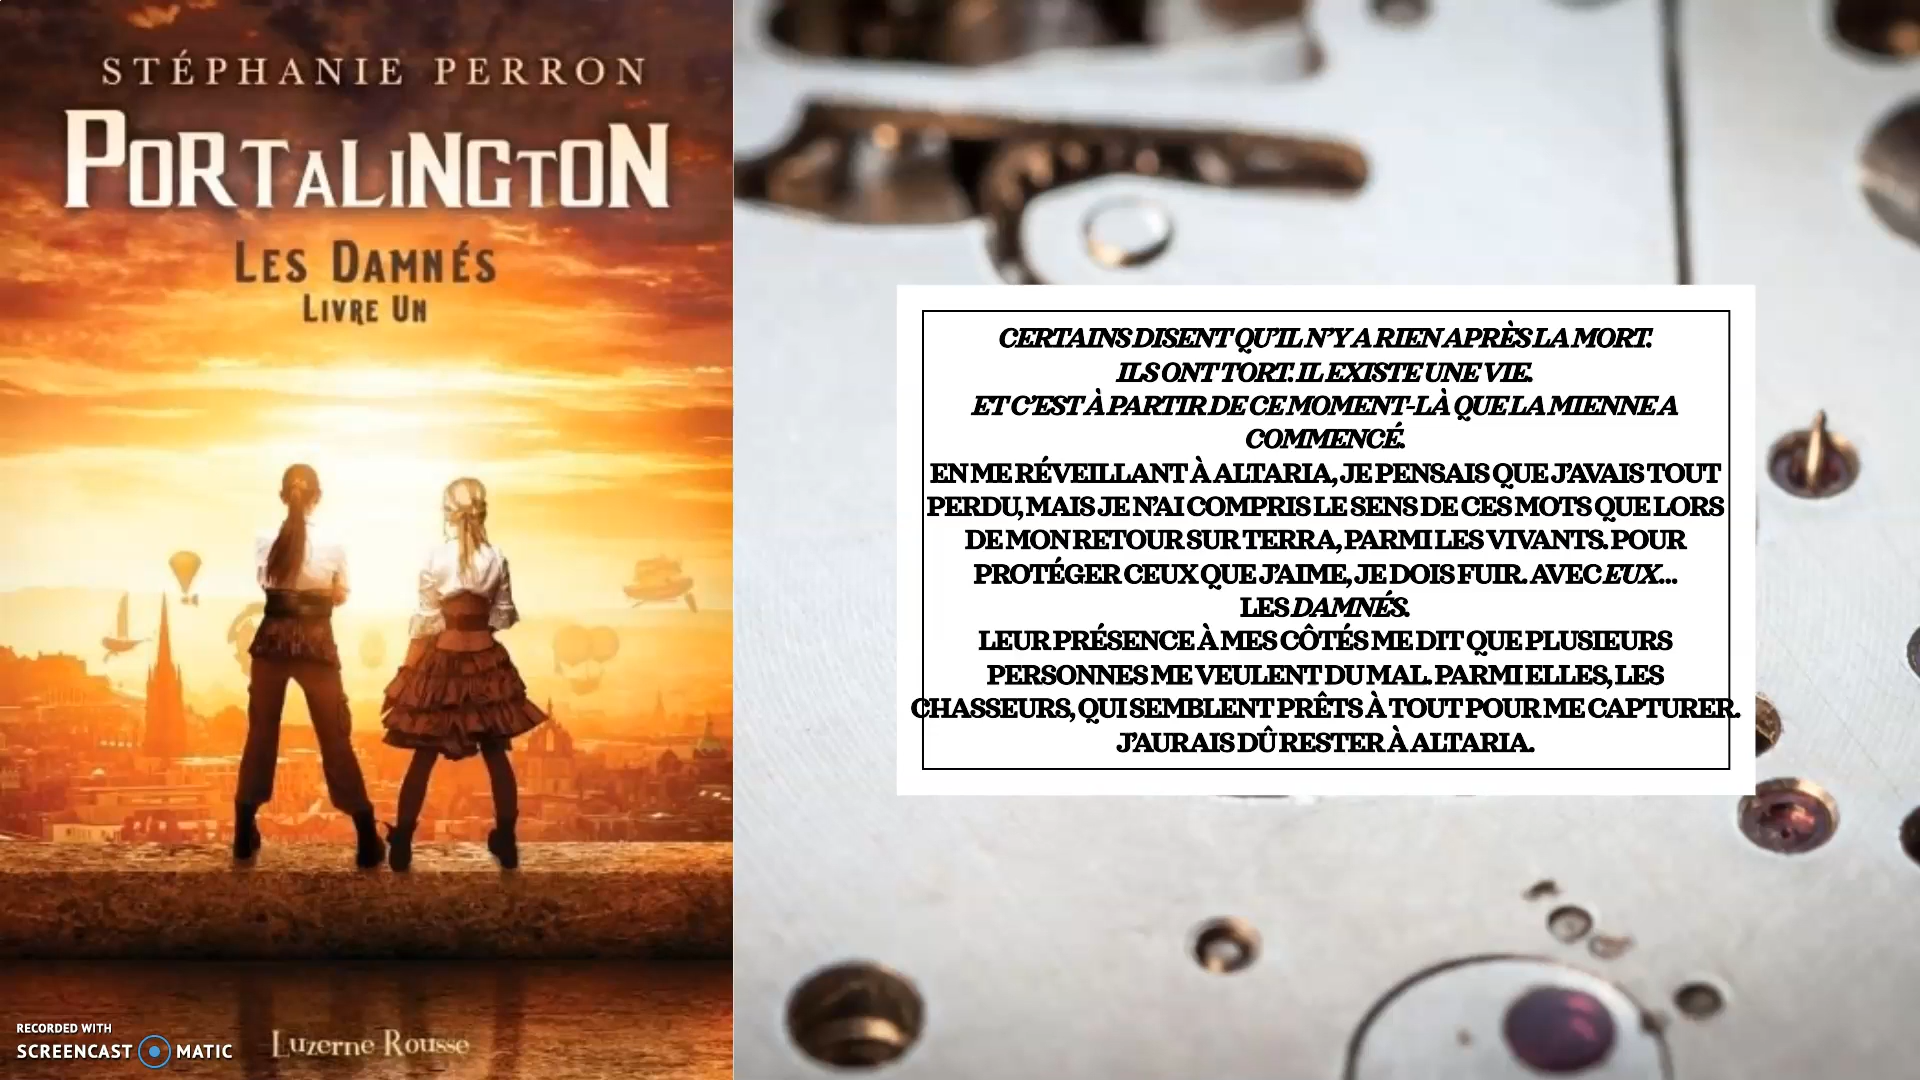 STÉPHANIE PERRON
PORTALINGTON
LES DAMNÉS
LIVRE UN
RECORDED WITH
SCREENCAST MATIC
Luzerne Rousse
CERTAINS DISENT QU'IL N'Y A RIEN APRÈS LA MORT.
ILS ONT TORT. IL EXISTE UNE VIE.
ET C'EST À PARTIR DE CE MOMENT-LÀ QUE LA MIENNE A
COMMENCÉ.
EN ME RÉVEILLANT À ALTARIA, JE PENSAIS QUE J'AVAIS TOUT
PERDU, MAIS JE N'AI COMPRIS LE SENS DE CES MOTS QUE LORS
DE MON RETOUR SUR TERRA, PARMI LES VIVANTS. POUR
PROTÉGER CEUX QUE J'AIME, JE DOIS FUIR. AVEC EUX...
LES DAMNÉS.
LEUR PRÉSENCE À MES CÔTÉS ME DIT QUE PLUSIEURS
PERSONNES ME VEULENT DU MAL. PARMI ELLES, LES
CHASSEURS, QUI SEMBLENT PRÊTS À TOUT POUR ME CAPTURER.
J'AURAIS DÛ RESTER À ALTARIA.